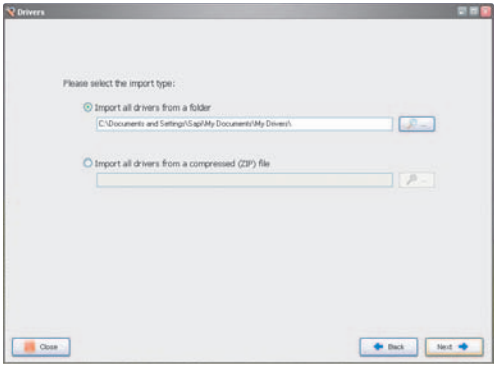 Drivers
Please select the import type:
Import all drivers from a folder
C:\Documents and Settings\Sapi\My Documents\My Drivers\
...
Import all drivers from a compressed (ZIP) file
...
Close
Back
Next